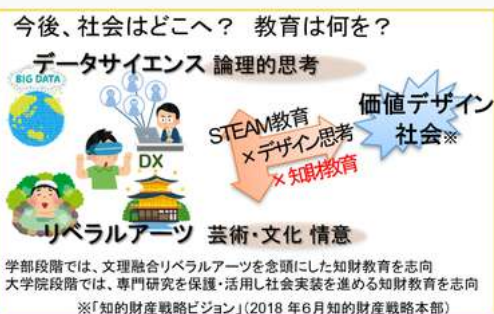 今後、社会はどこへ？ 教育は何を？
データサイエンス 論理的思考
BIG DATA
DX
STEAM教育
×デザイン思考
×知財教育
価値デザイン
社会※
リベラルアーツ 芸術・文化 情意
学部段階では、文理融合リベラルアーツを念頭にした知財教育を志向
大学院段階では、専門研究を保護・活用し社会実装を進める知財教育を志向
※「知的財産戦略ビジョン」(2018 年6月知的財産戦略本部)